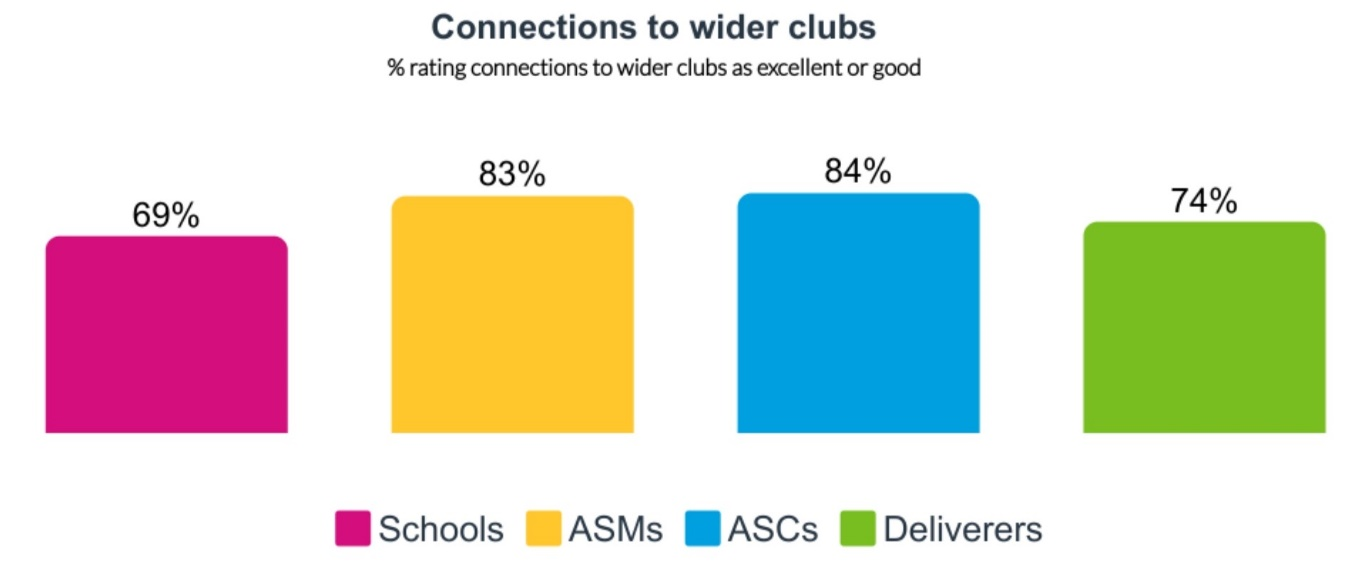 Connections to wider clubs
% rating connections to wider clubs as excellent or good
69%
83%
84%
74%
Schools ASMs ASCs Deliverers